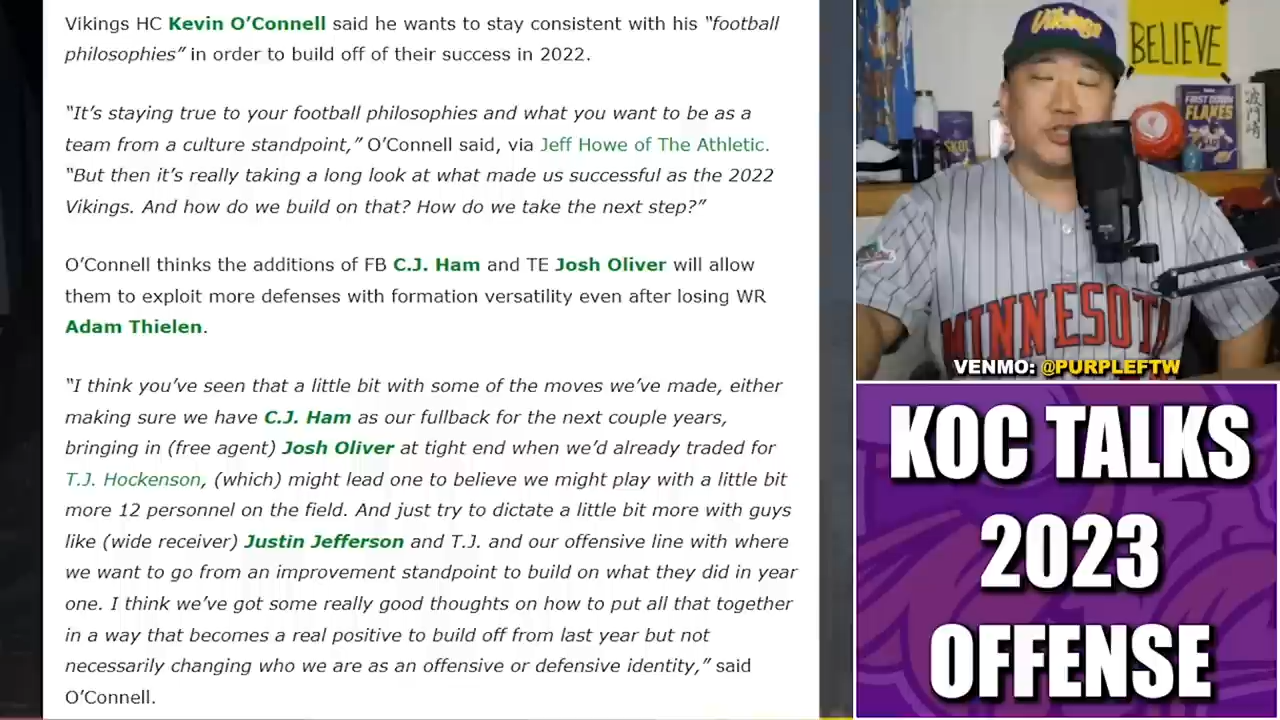 Vikings HC Kevin O’Connell said he wants to stay consistent with his “football
philosophies” in order to build off of their success in 2022.
“It’s staying true to your football philosophies and what you want to be as a
team from a culture standpoint,” O’Connell said, via Jeff Howe of The Athletic.
“But then it’s really taking a long look at what made us successful as the 2022
Vikings. And how do we build on that? How do we take the next step?”
O’Connell thinks the additions of FB C.J. Ham and TE Josh Oliver will allow
them to exploit more defenses with formation versatility even after losing WR
Adam Thielen.
“I think you’ve seen that a little bit with some of the moves we’ve made, either
making sure we have C.J. Ham as our fullback for the next couple years,
bringing in (free agent) Josh Oliver at tight end when we’d already traded for
T.J. Hockenson, (which) might lead one to believe we might play with a little bit
more 12 personnel on the field. And just try to dictate a little bit more with guys
like (wide receiver) Justin Jefferson and T.J. and our offensive line with where
we want to go from an improvement standpoint to build on what they did in year
one. I think we’ve got some really good thoughts on how to put all that together
in a way that becomes a real positive to build off from last year but not
necessarily changing who we are as an offensive or defensive identity,” said
O’Connell.
Vikings
BELIEVE
FIRST DOWN
FLAKES
SKOL
MINNESOTA
VENMO: @PURPLEFTW
KOC TALKS
2023
OFFENSE